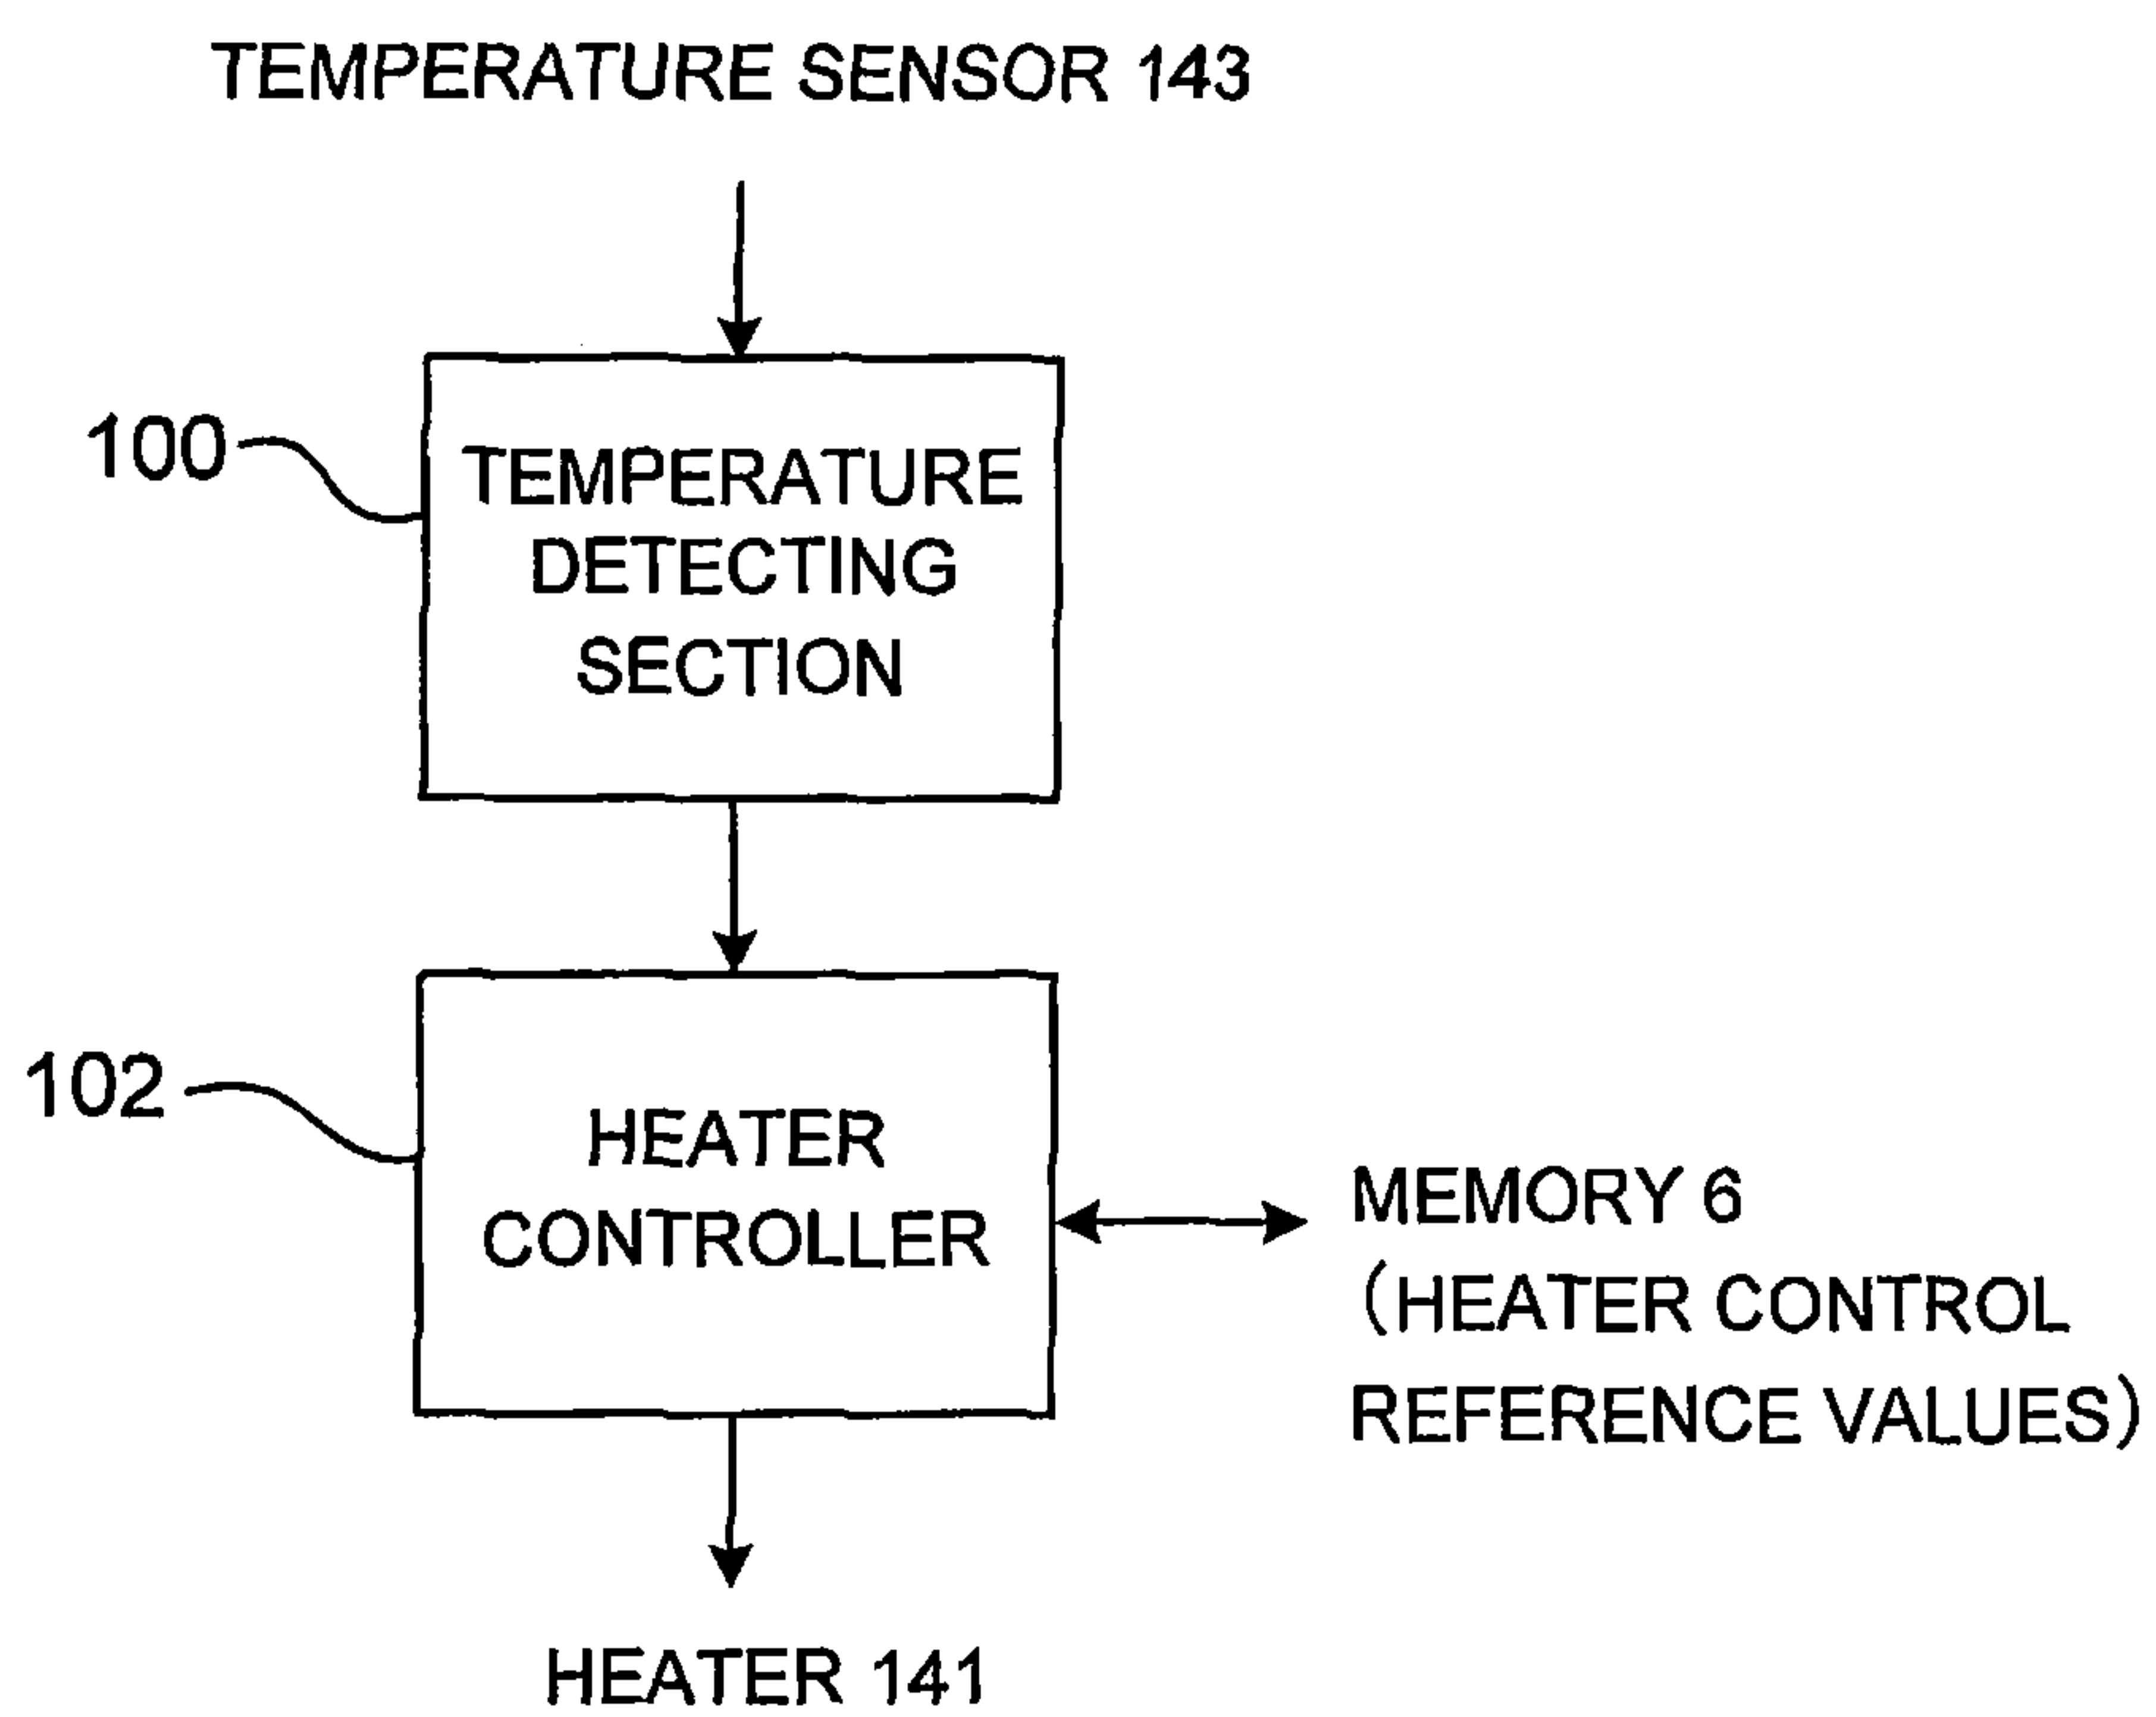 TEMPERATURE SENSOR 143
100
TEMPERATURE
DETECTING
SECTION
102
HEATER
CONTROLLER
MEMORY 6
(HEATER CONTROL
REFERENCE VALUES)
HEATER 141